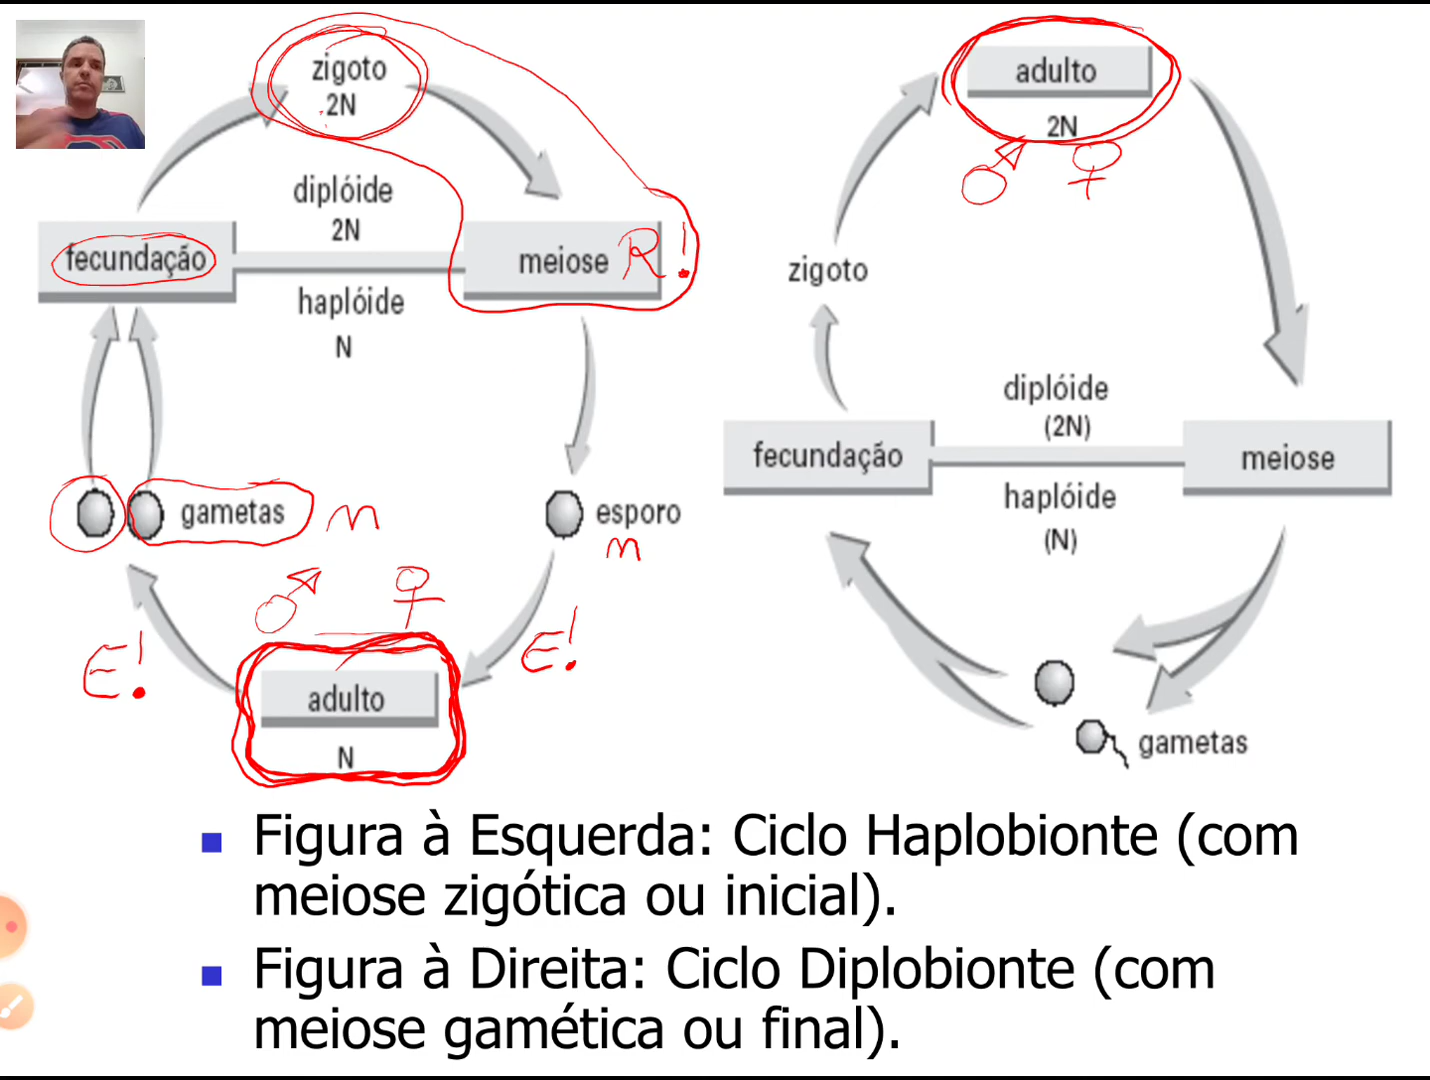 zigoto
2N
diplóide
2N
fecundação
meiose R!
haplóide
N
gametas n
esporo
n
E!
E!
adulto
N
adulto
2N
zigoto
diplóide
(2N)
fecundação
meiose
haplóide
(N)
gametas
Figura à Esquerda: Ciclo Haplobionte (com
meiose zigótica ou inicial).
Figura à Direita: Ciclo Diplobionte (com
meiose gamética ou final).